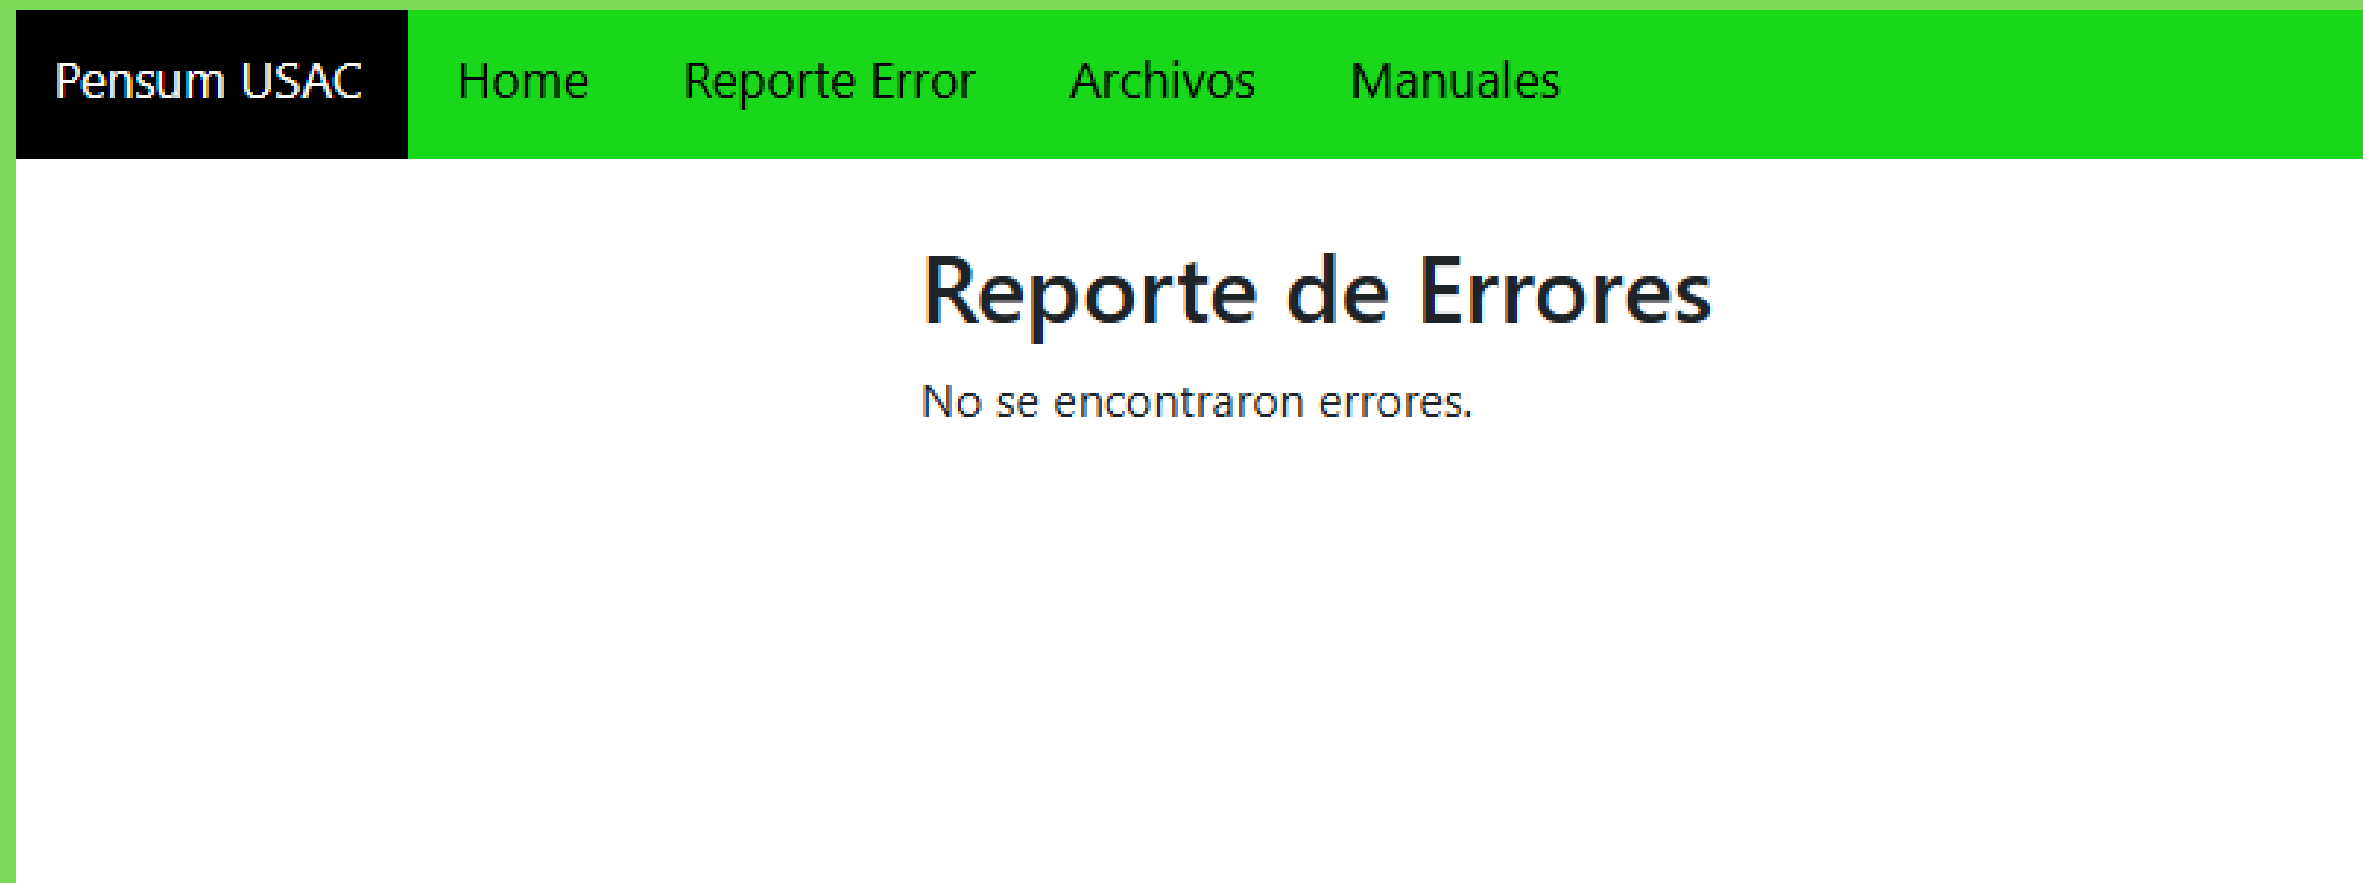 Pensum USAC Home Reporte Error Archivos Manuales
Reporte de Errores
No se encontraron errores.